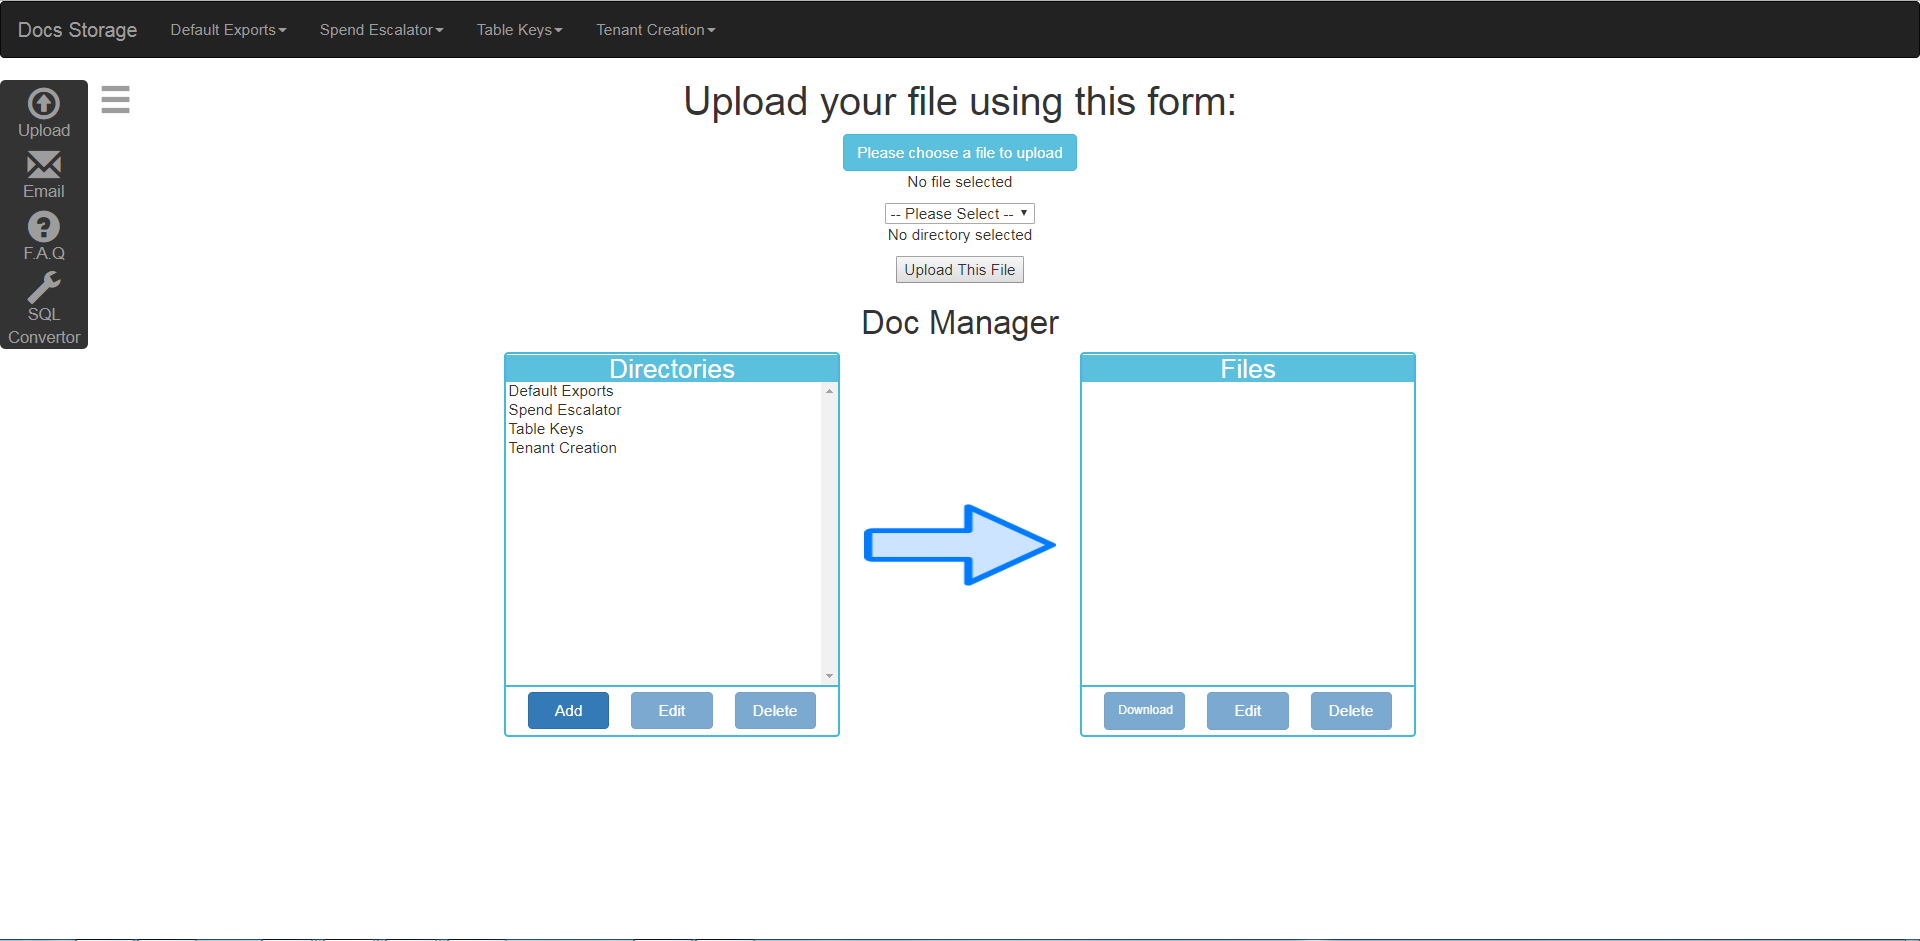 Docs Storage Default Exports Spend Escalator Table Keys Tenant Creation
Upload
Email
F.A.Q
SQL
Convertor
Upload your file using this form:
Please choose a file to upload
No file selected
-- Please Select --
No directory selected
Upload This File
Doc Manager
Directories
Default Exports
Spend Escalator
Table Keys
Tenant Creation
Add Edit Delete
Files
Download Edit Delete